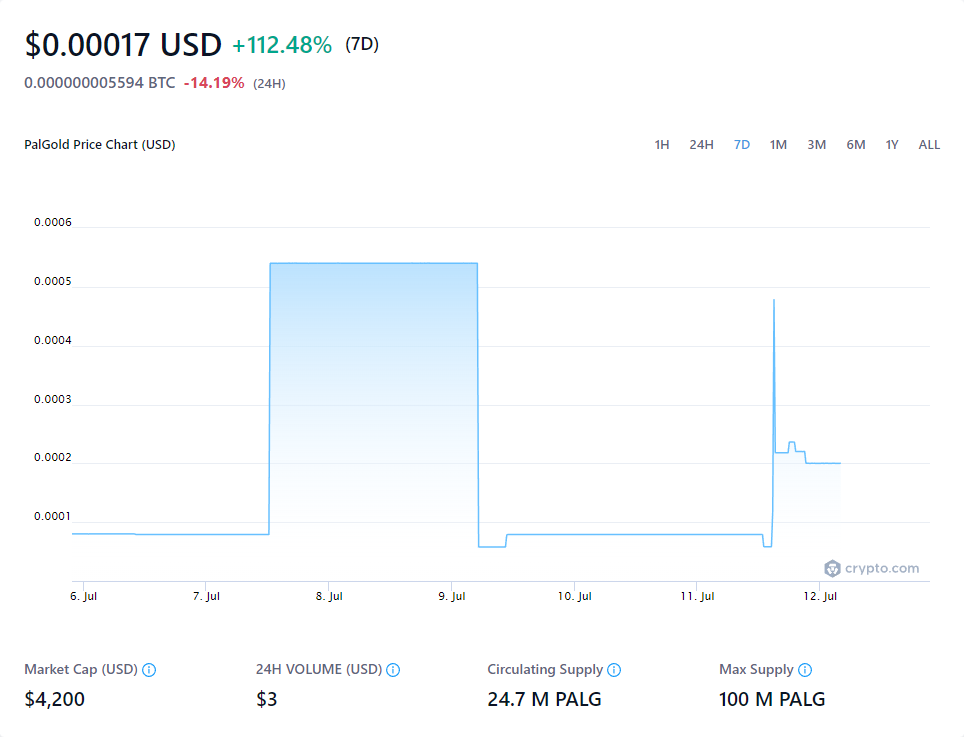 $0.00017 USD +112.48% (7D)
0.000000005594 BTC -14.19% (24H)
PalGold Price Chart (USD) 1H 24H 7D 1M 3M 6M 1Y ALL
0.0006
0.0005
0.0004
0.0003
0.0002
0.0001
crypto.com
6. Jul 7. Jul 8. Jul 9. Jul 10. Jul 11. Jul 12. Jul
Market Cap (USD) 24H VOLUME (USD) Circulating Supply Max Supply
$4,200 $3 24.7 M PALG 100 M PALG